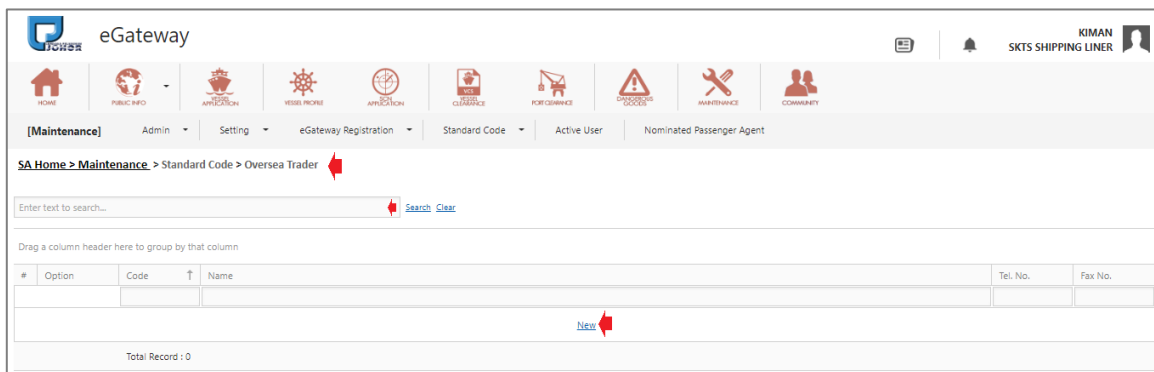 JOHOR
eGateway
KIMAN
SKTS SHIPPING LINER
HOME
PUBLIC INFO
VESSEL APPLICATION
VESSEL PROFILE
SCN APPLICATION
VCS
VESSEL CLEARANCE
PORT CLEARANCE
DANGEROUS GOODS
MAINTENANCE
COMMUNITY
[Maintenance] Admin Setting eGateway Registration Standard Code Active User Nominated Passenger Agent
SA Home > Maintenance > Standard Code > Oversea Trader
Enter text to search... Search Clear
Drag a column header here to group by that column
# Option Code ↑ Name Tel. No. Fax No.
New
Total Record : 0